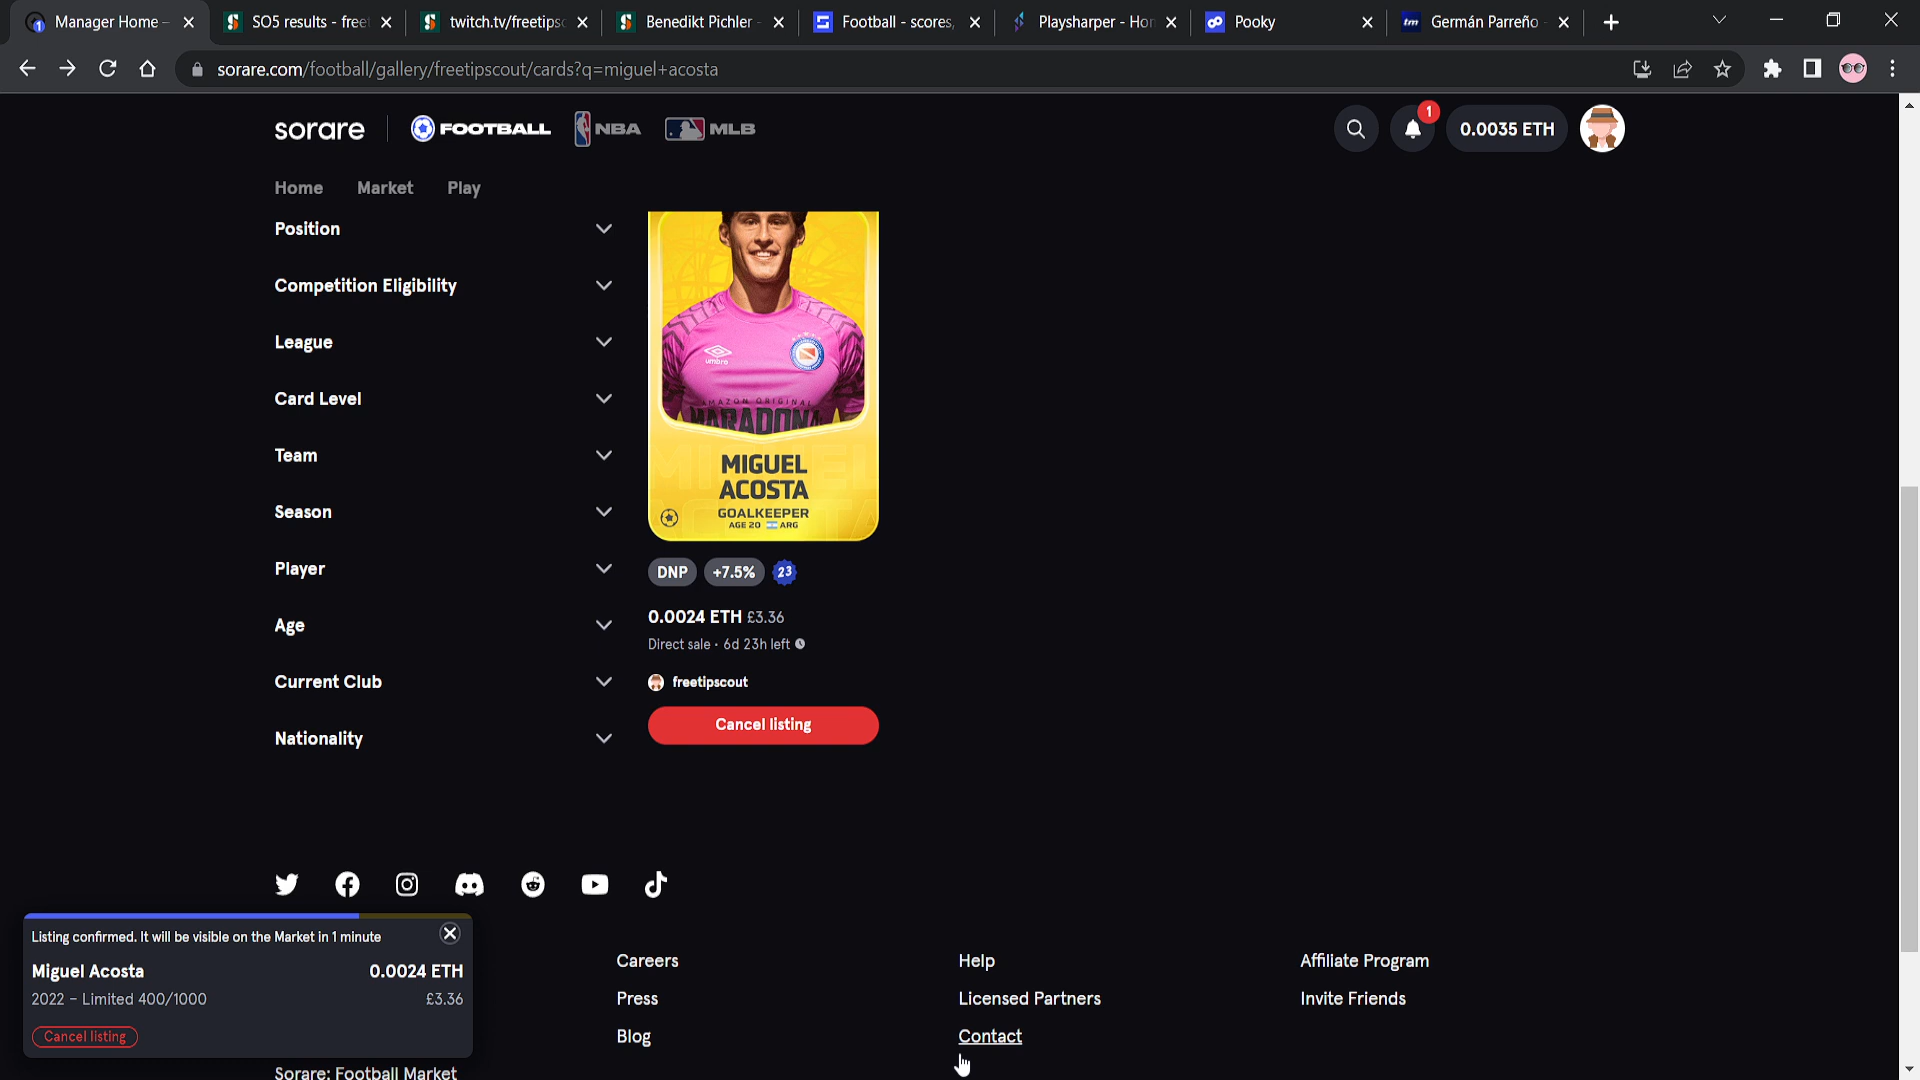 Manager Home -
SO5 results - free
twitch.tv/freetips
Benedikt Pichler -
Football - scores,
Playsharper - Hor
Pooky
tm Germán Parreño -
sorare.com/football/gallery/freetipscout/cards?q=miguel+acosta
sorare
FOOTBALL
NBA
MLB
1
0.0035 ETH
Home
Market
Play
Position
Competition Eligibility
League
Card Level
Team
Season
Player
Age
Current Club
Nationality
umbro
AMAZON ORIGINAL
MARADONA
MIGUEL
ACOSTA
GOALKEEPER
AGE 20 ARG
DNP
+7.5%
23
0.0024 ETH £3.36
Direct sale · 6d 23h left
freetipscout
Cancel listing
Listing confirmed. It will be visible on the Market in 1 minute
Miguel Acosta
0.0024 ETH
2022 – Limited 400/1000
£3.36
Cancel listing
Careers
Help
Affiliate Program
Press
Licensed Partners
Invite Friends
Blog
Contact
Sorare: Football Market